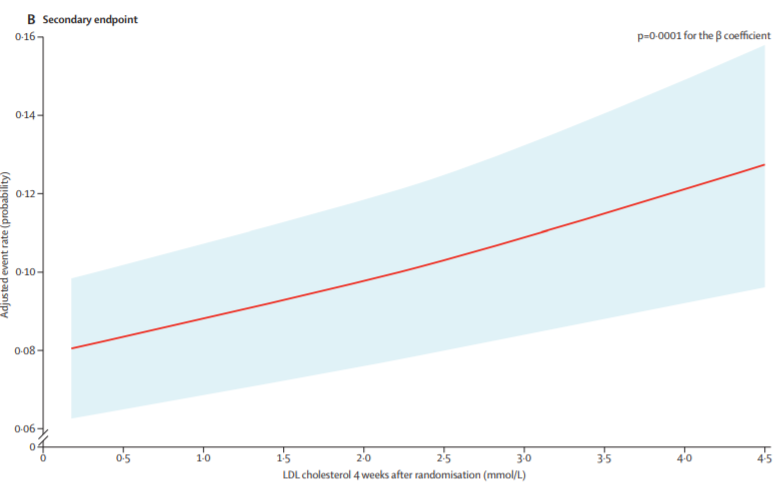 B Secondary endpoint
p=0·0001 for the β coefficient
0·16
0·14
0·12
0·10
0·08
0·06
0
Adjusted event rate (probability)
0 0·5 1·0 1·5 2·0 2·5 3·0 3·5 4·0 4·5
LDL cholesterol 4 weeks after randomisation (mmol/L)